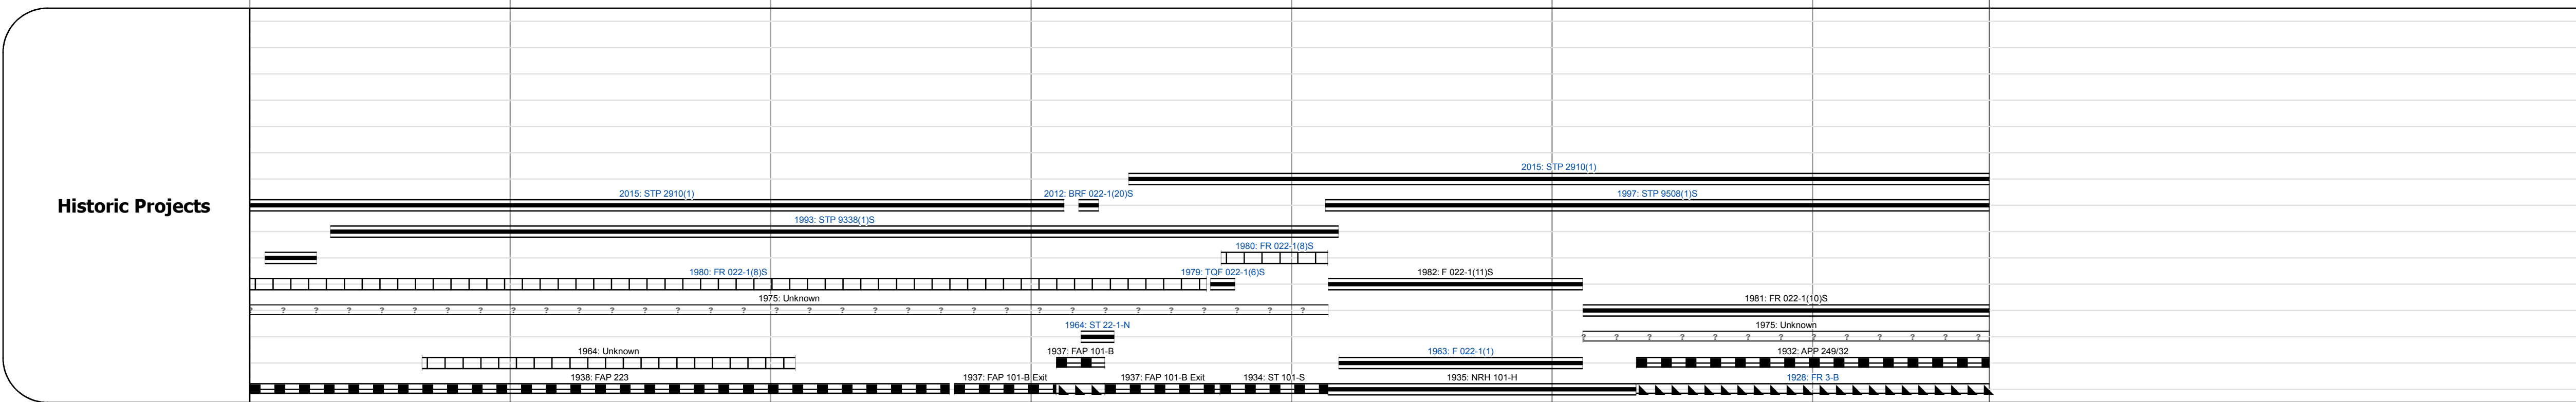 2015: STP 2910(1)
2015: STP 2910(1)
2012: BRF 022-1(20)S
1997: STP 9508(1)S
Historic Projects
1993: STP 9338(1)S
1980: FR 022-1(8)S
1980: FR 022-1(8)S
1979: TQF 022-1(6)S
1982: F 022-1(11)S
1975: Unknown
1981: FR 022-1(10)S
? ? ? ? ? ? ? ? ? ? ? ? ? ? ? ? ? ? ? ? ? ? ? ? ? ? ? ? ? ? ? ? ?
1964: ST 22-1-N
1975: Unknown
? ? ? ? ? ? ? ? ? ? ? ? ?
1964: Unknown
1937: FAP 101-B
1963: F 022-1(1)
1932: APP 249/32
1938: FAP 223
1937: FAP 101-B Exit
1937: FAP 101-B Exit
1934: ST 101-S
1935: NRH 101-H
1928: FR 3-B